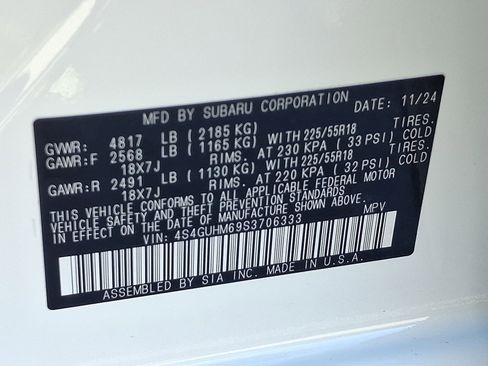 MFD BY SUBARU CORPORATION DATE: 11/24
GVWR: 4817 LB ( 2185 KG)
GAWR:F 2568 LB ( 1165 KG) WITH 225/55R18 TIRES.
18X7J RIMS. AT 230 KPA ( 33 PSI) COLD
GAWR:R 2491 LB ( 1130 KG) WITH 225/55R18 TIRES.
18X7J RIMS. AT 220 KPA ( 32 PSI) COLD
THIS VEHICLE CONFORMS TO ALL APPLICABLE FEDERAL MOTOR
VEHICLE SAFETY AND THEFT PREVENTION STANDARDS
IN EFFECT ON THE DATE OF MANUFACTURE SHOWN ABOVE.
VIN: 4S4GUHM69S3706333 MPV
ASSEMBLED BY SIA INC. MADE IN U.S.A.